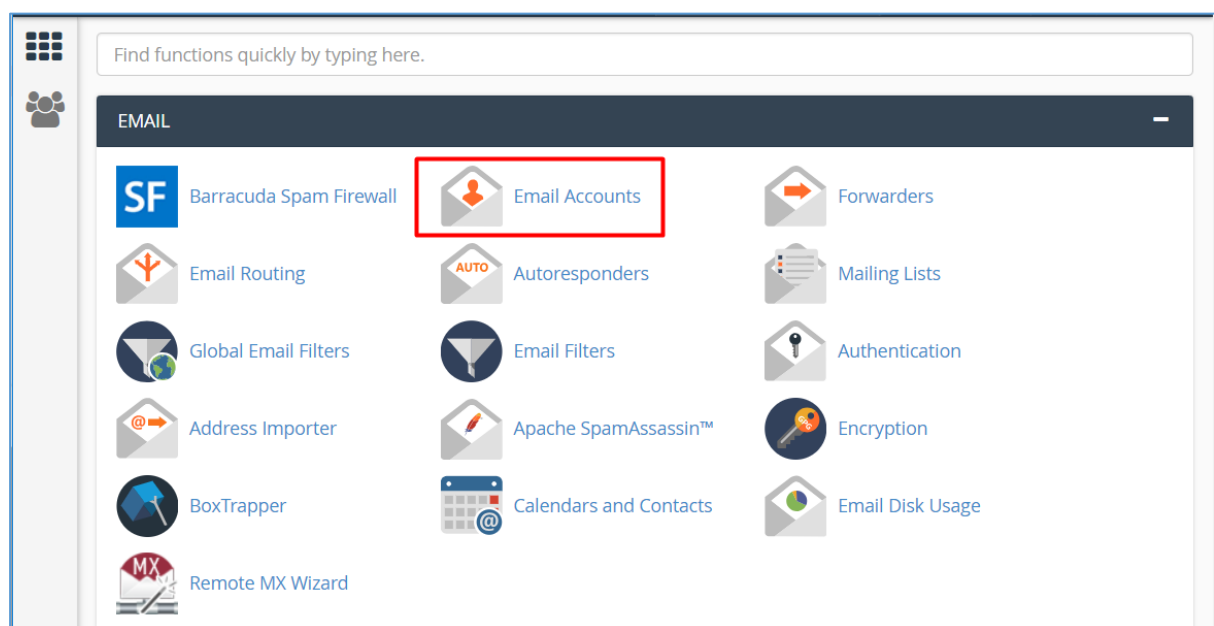 Find functions quickly by typing here.
EMAIL
SF Barracuda Spam Firewall
Email Accounts
Forwarders
Email Routing
AUTO Autoresponders
Mailing Lists
Global Email Filters
Email Filters
Authentication
@ Address Importer
Apache SpamAssassin™
GPG Encryption
BoxTrapper
@ Calendars and Contacts
Email Disk Usage
MX Remote MX Wizard